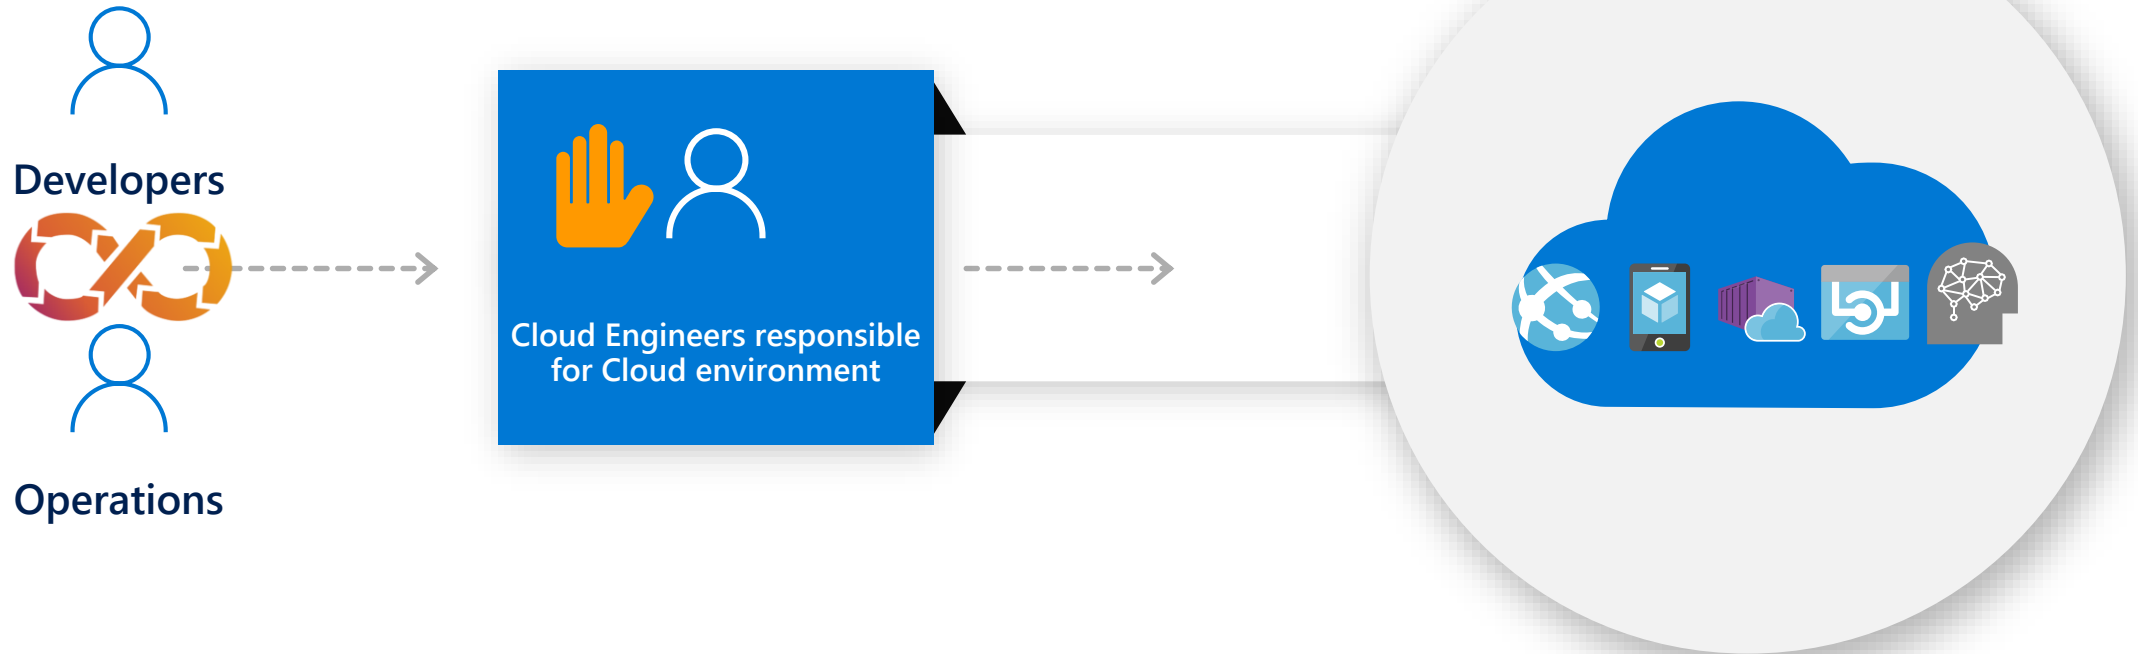 Developers
Operations
Cloud Engineers responsible
for Cloud environment